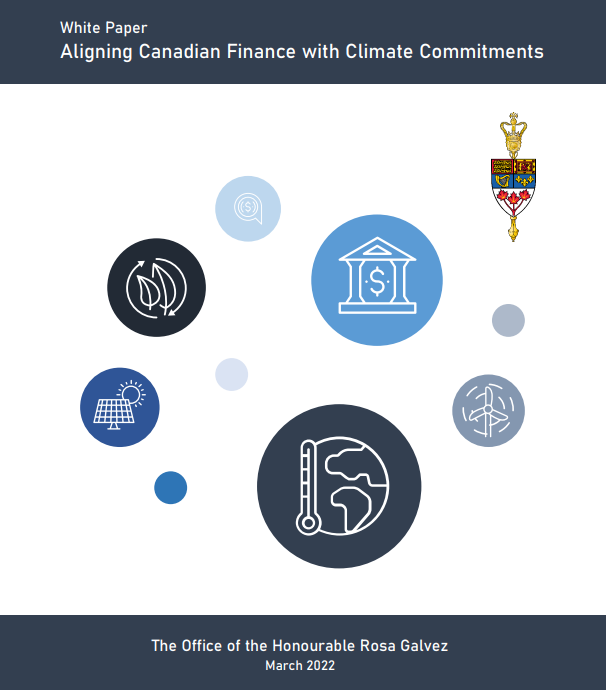 White Paper
Aligning Canadian Finance with Climate Commitments
$
$
The Office of the Honourable Rosa Galvez
March 2022